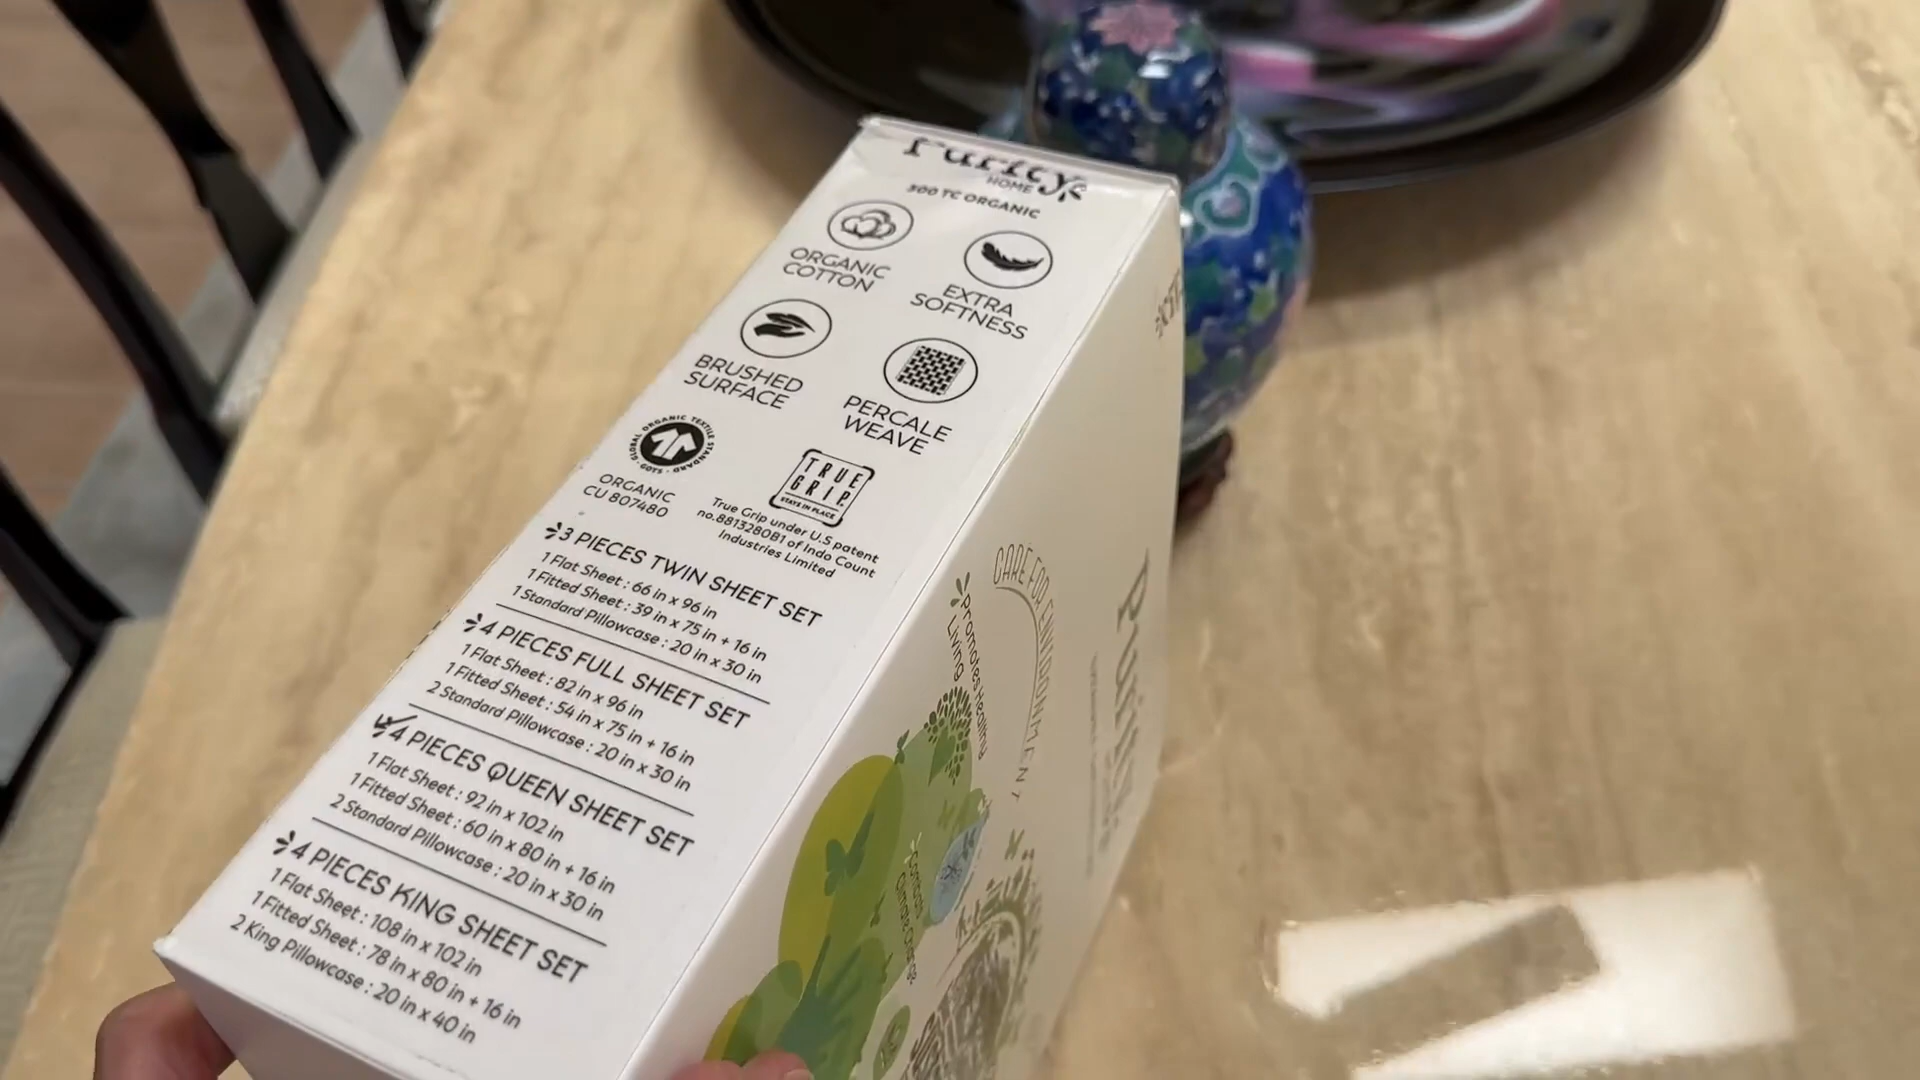 Purity
HOME
300 TC ORGANIC
ORGANIC
COTTON
EXTRA
SOFTNESS
BRUSHED
SURFACE
PERCALE
WEAVE
GLOBAL ORGANIC TEXTILE STANDARD · GOTS ·
ORGANIC
CU 807480
TRUE
GRIP
STAYS IN PLACE
True Grip under U.S patent
no.8813280B1 of Indo Count
Industries Limited
3 PIECES TWIN SHEET SET
1 Flat Sheet : 66 in x 96 in
1 Fitted Sheet : 39 in x 75 in + 16 in
1 Standard Pillowcase : 20 in x 30 in
4 PIECES FULL SHEET SET
1 Flat Sheet : 82 in x 96 in
1 Fitted Sheet : 54 in x 75 in + 16 in
2 Standard Pillowcase : 20 in x 30 in
4 PIECES QUEEN SHEET SET
1 Flat Sheet : 92 in x 102 in
1 Fitted Sheet : 60 in x 80 in + 16 in
2 Standard Pillowcase : 20 in x 30 in
4 PIECES KING SHEET SET
1 Flat Sheet : 108 in x 102 in
1 Fitted Sheet : 78 in x 80 in + 16 in
2 King Pillowcase : 20 in x 40 in
CARE FOR ENVIRONMENT
Promotes Healthy
Living
Combats
Climate Change
Purity